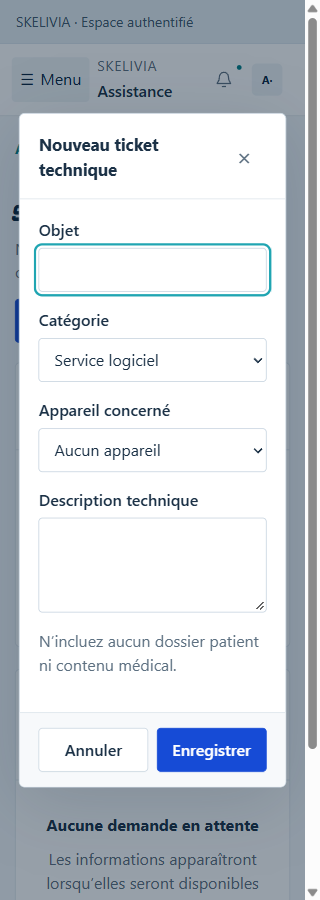 SKELIVIA · Espace authentifié
☰ Menu
SKELIVIA
Assistance
A·
Nouveau ticket
technique
×
Objet
Catégorie
Service logiciel
Appareil concerné
Aucun appareil
Description technique
N’incluez aucun dossier patient
ni contenu médical.
Annuler
Enregistrer
Aucune demande en attente
Les informations apparaîtront
lorsqu’elles seront disponibles